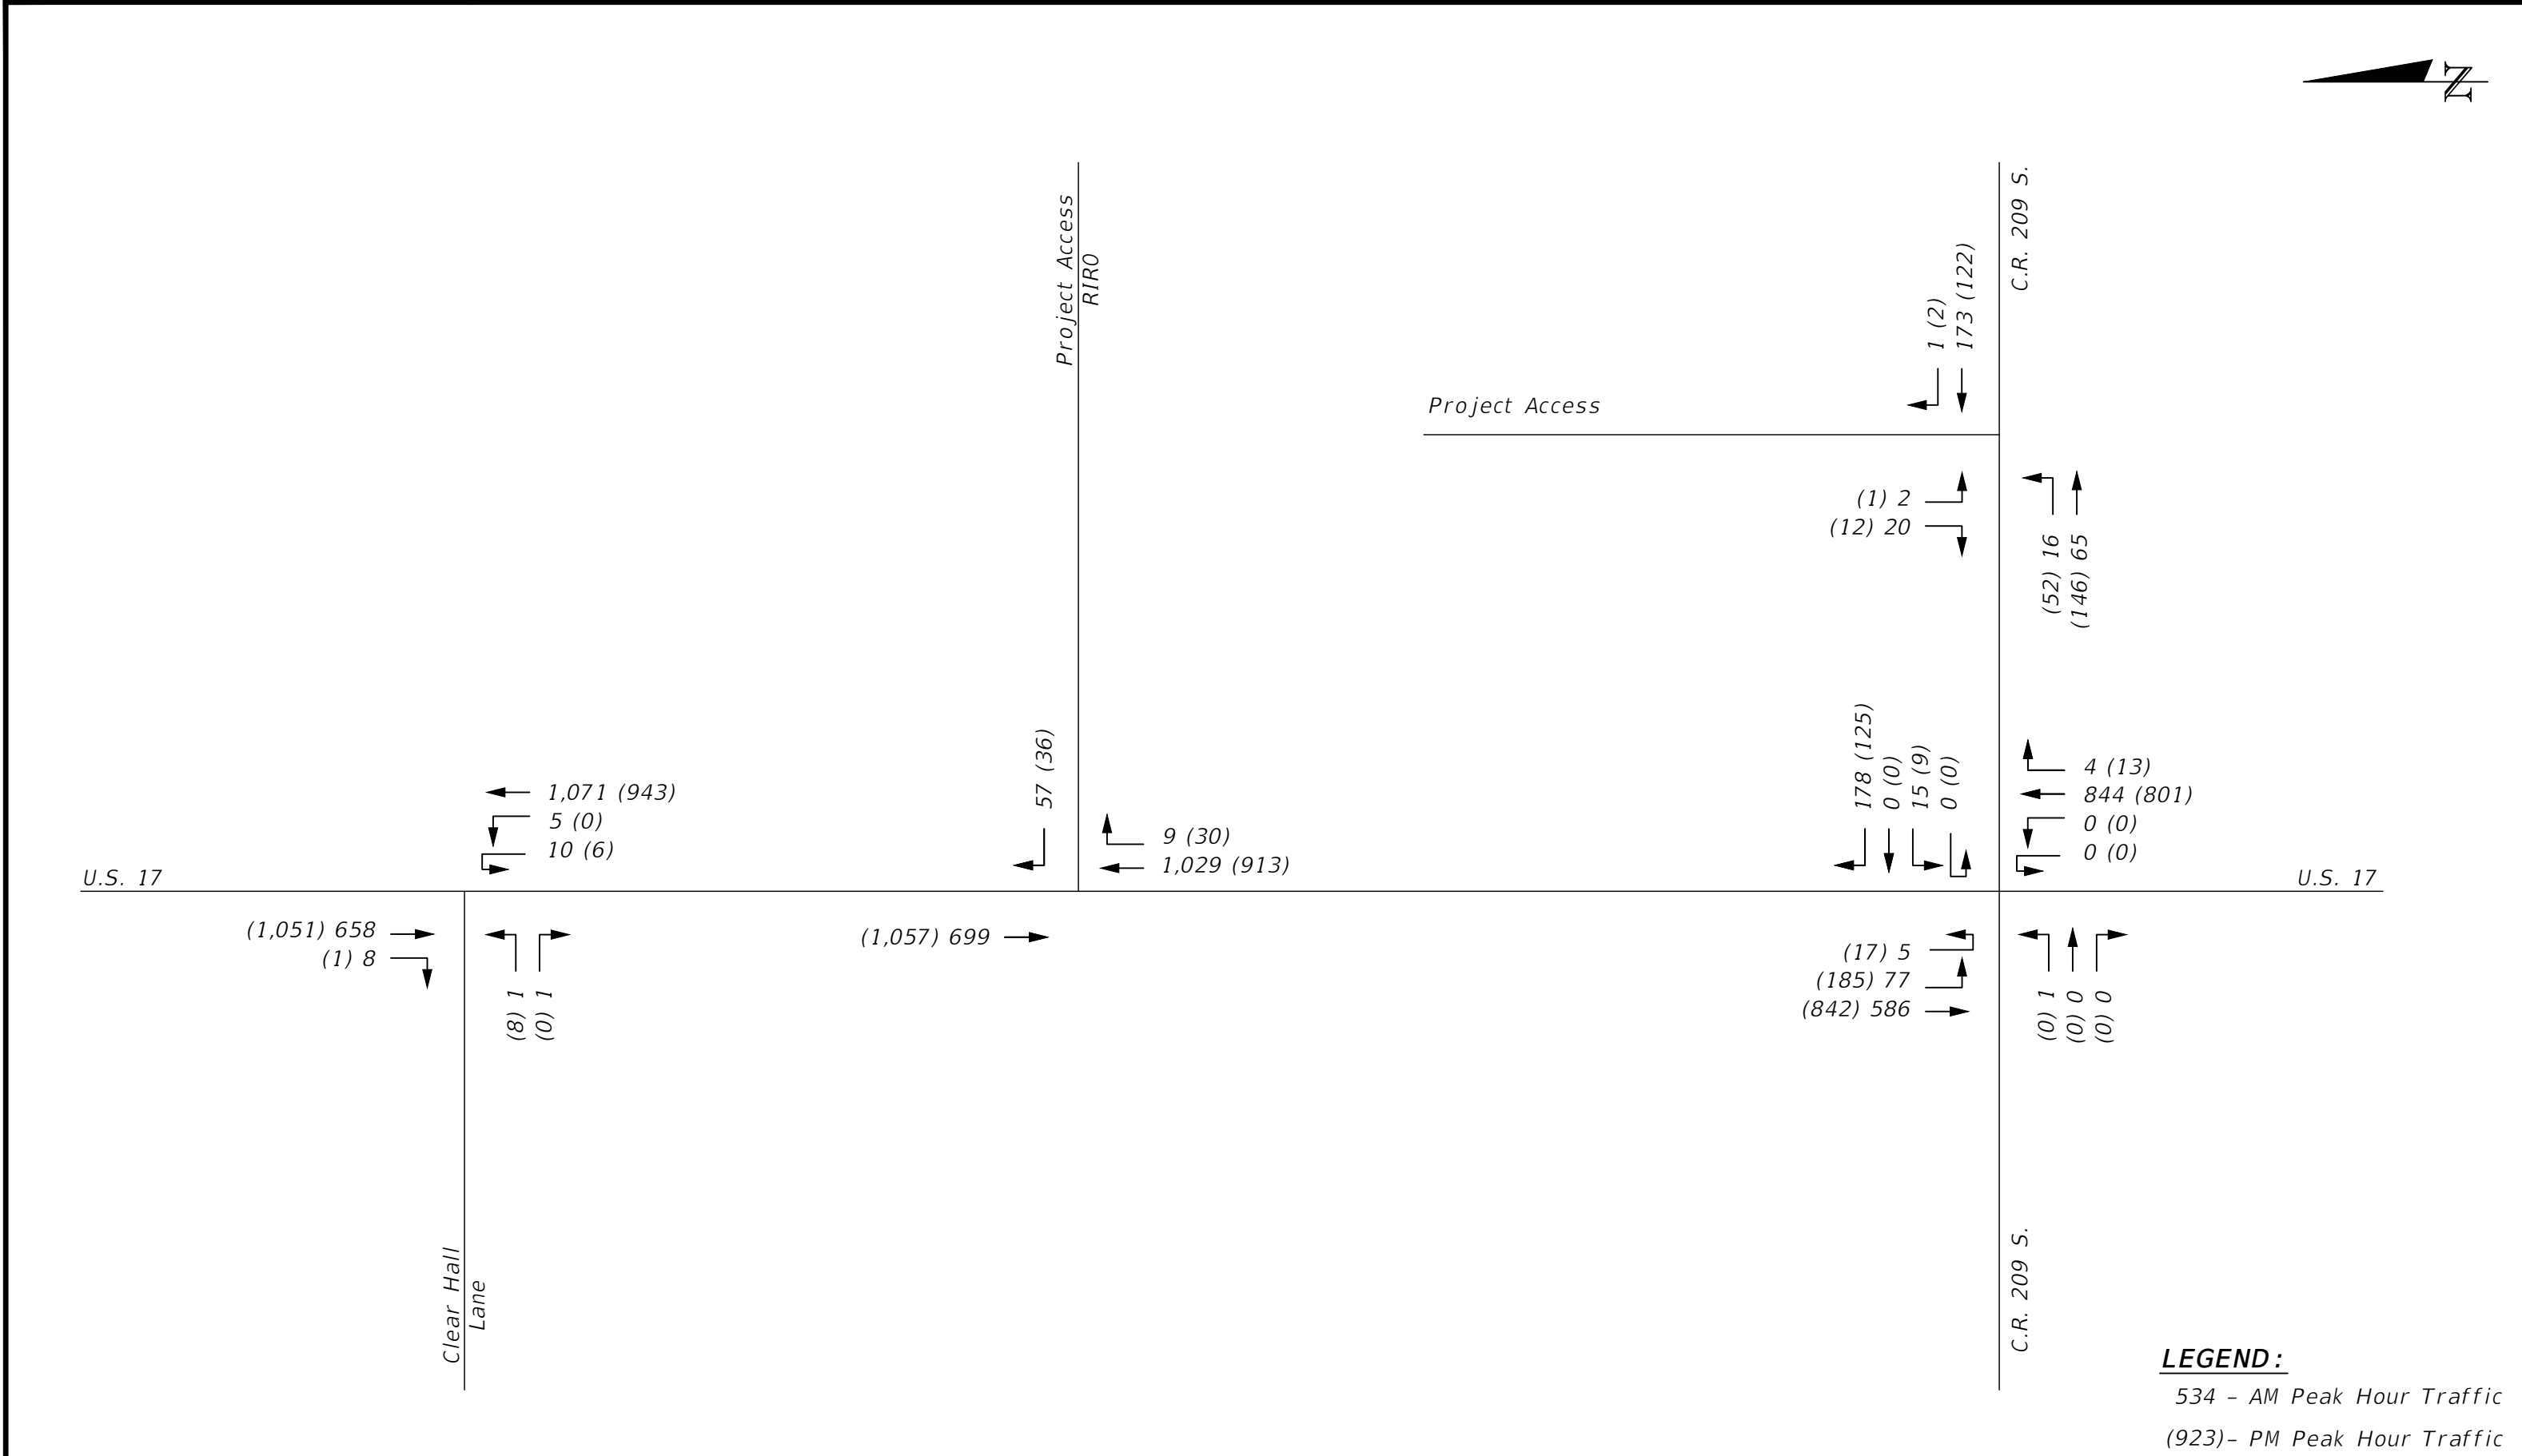 N
C.R. 209 S.
Project Access
RIRO
1 (2)
173 (122)
Project Access
(1) 2
(12) 20
(52) 16
(146) 65
1,071 (943)
5 (0)
10 (6)
57 (36)
9 (30)
1,029 (913)
178 (125)
0 (0)
15 (9)
0 (0)
4 (13)
844 (801)
0 (0)
0 (0)
U.S. 17
U.S. 17
(1,051) 658
(1) 8
(8) 1
(0) 1
(1,057) 699
(17) 5
(185) 77
(842) 586
(0) 1
(0) 0
(0) 0
Clear Hall
Lane
C.R. 209 S.
LEGEND:
534 - AM Peak Hour Traffic
(923)- PM Peak Hour Traffic